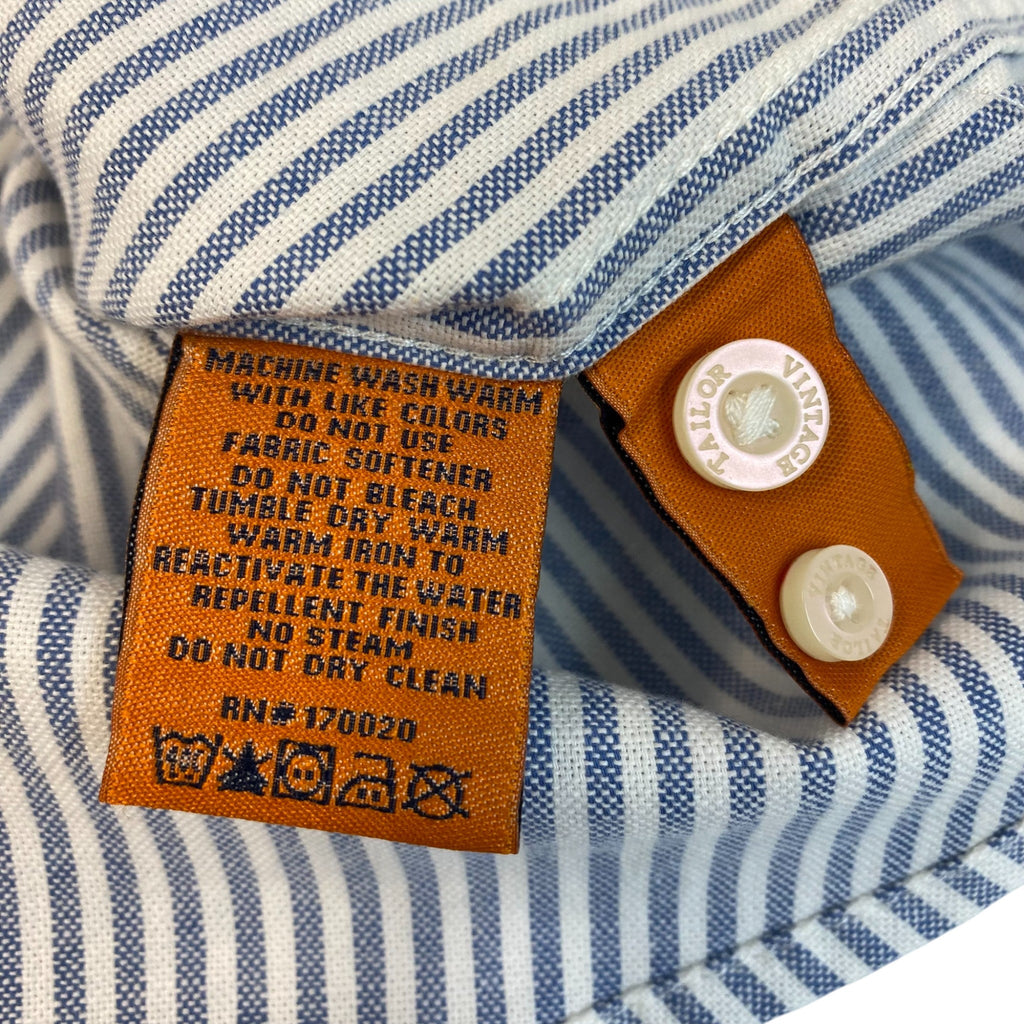 MACHINE WASH WARM
WITH LIKE COLORS
DO NOT USE
FABRIC SOFTENER
DO NOT BLEACH
TUMBLE DRY WARM
WARM IRON TO
REACTIVATE THE WATER
REPELLENT FINISH
NO STEAM
DO NOT DRY CLEAN
RN#170020
VINTAGE
TAILOR
VINTAGE
TAILOR